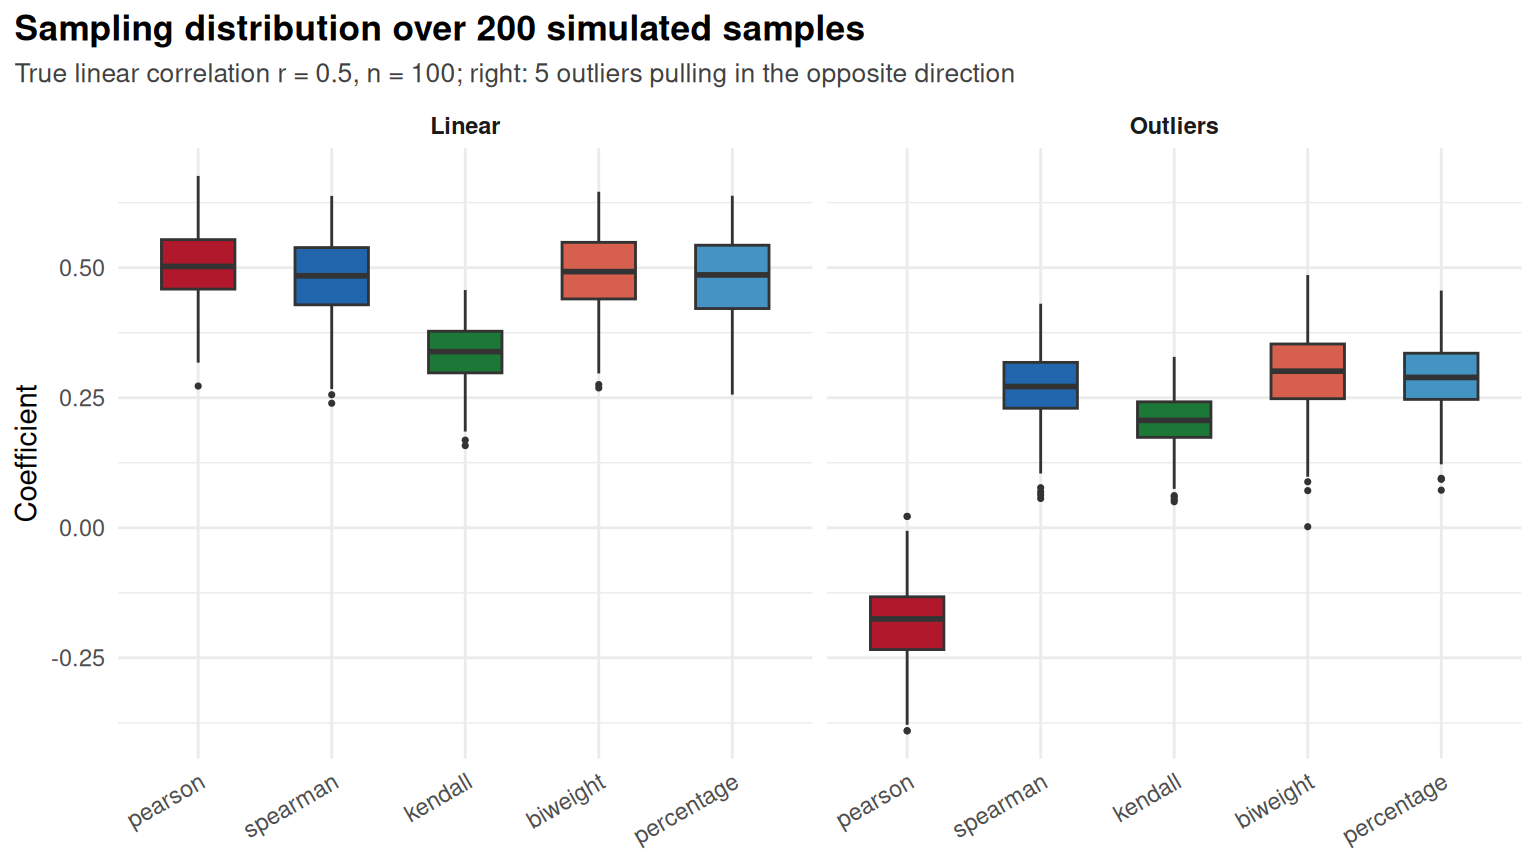 Sampling distribution over 200 simulated samples
True linear correlation r = 0.5, n = 100; right: 5 outliers pulling in the opposite direction
Linear
Outliers
Coefficient
0.50
0.25
0.00
-0.25
pearson
spearman
kendall
biweight
percentage
pearson
spearman
kendall
biweight
percentage